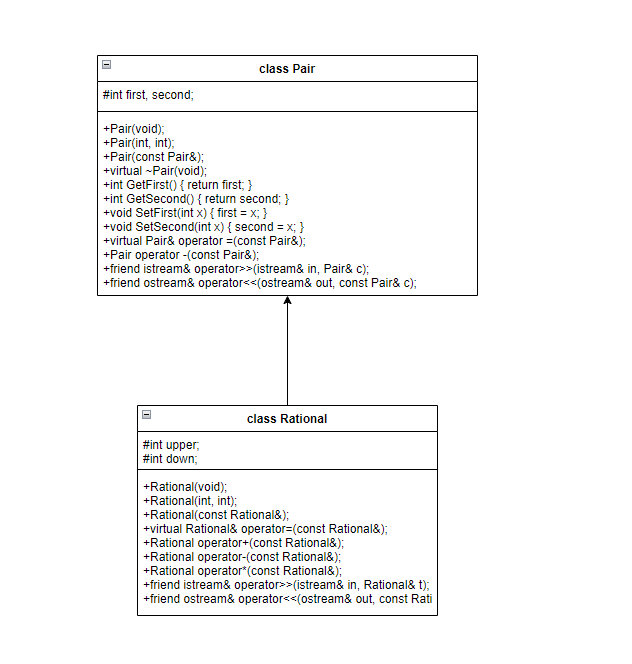 class Pair
#int first, second;
+Pair(void);
+Pair(int, int);
+Pair(const Pair&);
+virtual ~Pair(void);
+int GetFirst() { return first; }
+int GetSecond() { return second; }
+void SetFirst(int x) { first = x; }
+void SetSecond(int x) { second = x; }
+virtual Pair& operator =(const Pair&);
+Pair operator -(const Pair&);
+friend istream& operator>>(istream& in, Pair& c);
+friend ostream& operator<<(ostream& out, const Pair& c);
class Rational
#int upper;
#int down;
+Rational(void);
+Rational(int, int);
+Rational(const Rational&);
+virtual Rational& operator=(const Rational&);
+Rational operator+(const Rational&);
+Rational operator-(const Rational&);
+Rational operator*(const Rational&);
+friend istream& operator>>(istream& in, Rational& t);
+friend ostream& operator<<(ostream& out, const Rati